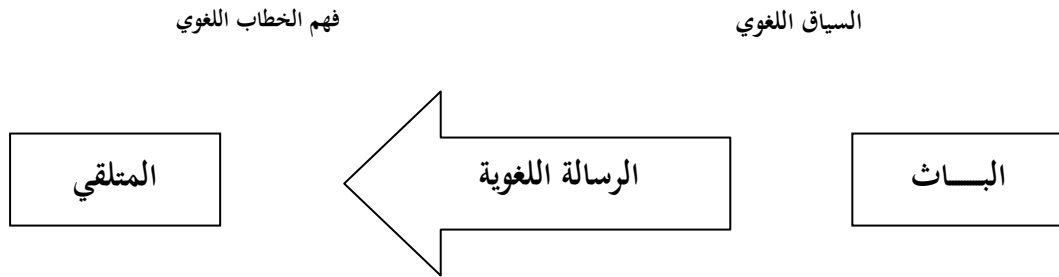 السياق اللغوي
فهم الخطاب اللغوي
البـــاث
الرسالة اللغوية
المتلقي